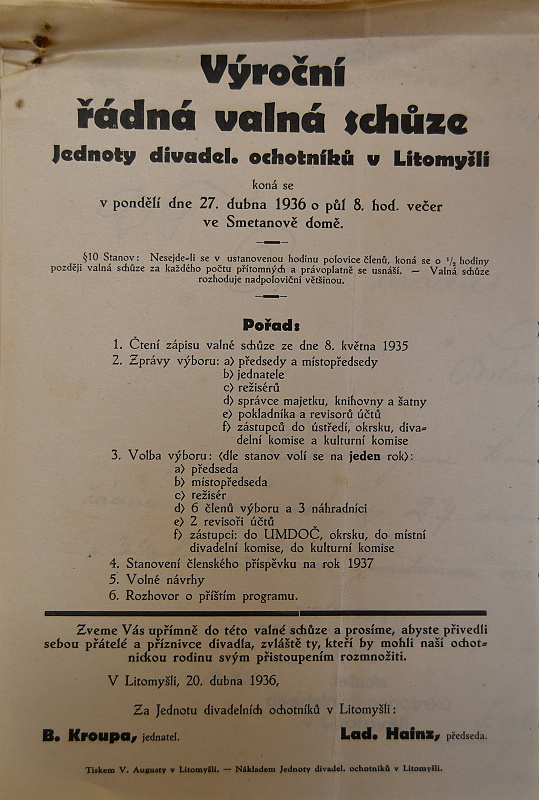 Výroční
řádná valná schůze
Jednoty divadel. ochotníků v Litomyšli
koná se
v pondělí dne 27. dubna 1936 o půl 8. hod. večer
ve Smetanově domě.
§10 Stanov: Nesejde-li se v ustanovenou hodinu polovice členů, koná se o 1/2 hodiny
později valná schůze za každého počtu přítomných a právoplatně se usnáší. — Valná schůze
rozhoduje nadpoloviční většinou.
Pořad:
1. Čtení zápisu valné schůze ze dne 8. května 1935
2. Zprávy výboru: a) předsedy a místopředsedy
b) jednatele
c) režisérů
d) správce majetku, knihovny a šatny
e) pokladníka a revisorů účtů
f) zástupců do ústředí, okrsku, diva-
delní komise a kulturní komise
3. Volba výboru: (dle stanov volí se na jeden rok):
a) předseda
b) místopředseda
c) režisér
d) 6 členů výboru a 3 náhradníci
e) 2 revisoři účtů
f) zástupci: do UMDOČ, okrsku, do místní
divadelní komise, do kulturní komise
4. Stanovení členského příspěvku na rok 1937
5. Volné návrhy
6. Rozhovor o příštím programu.
Zveme Vás upřímně do této valné schůze a prosíme, abyste přivedli
sebou přátelé a příznivce divadla, zvláště ty, kteří by mohli naší ochot-
nickou rodinu svým přistoupením rozmnožiti.
V Litomyšli, 20. dubna 1936,
Za Jednotu divadelních ochotníků v Litomyšli:
B. Kroupa, jednatel. Lad. Hainz, předseda.
Tiskem V. Augusty v Litomyšli. — Nákladem Jednoty divadel. ochotníků v Litomyšli.